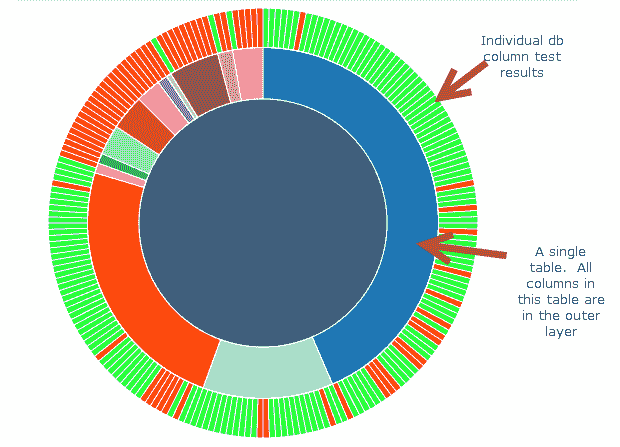 Individual db
column test
results
A single
table. All
columns in
this table are
in the outer
layer